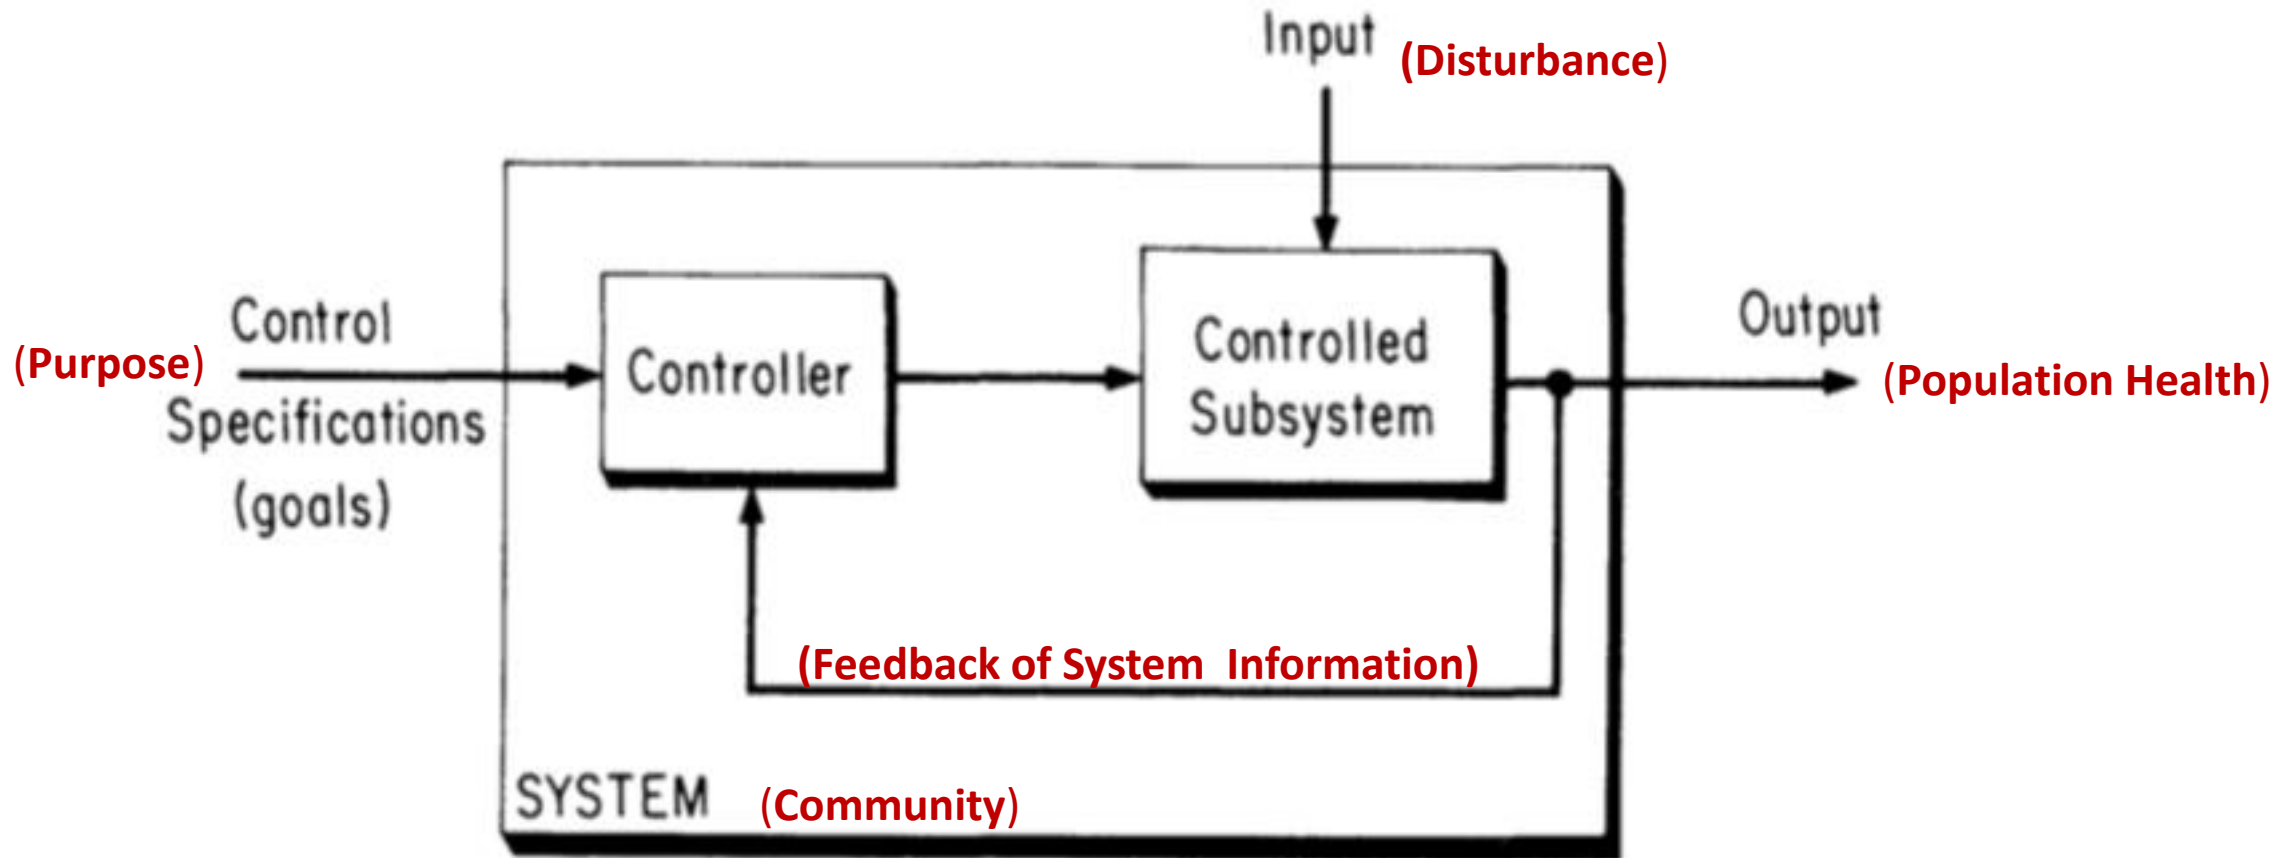 Input (Disturbance)
Control
(Purpose)
Specifications
(goals)
Controller
Controlled
Subsystem
Output
(Population Health)
(Feedback of System Information)
SYSTEM (Community)